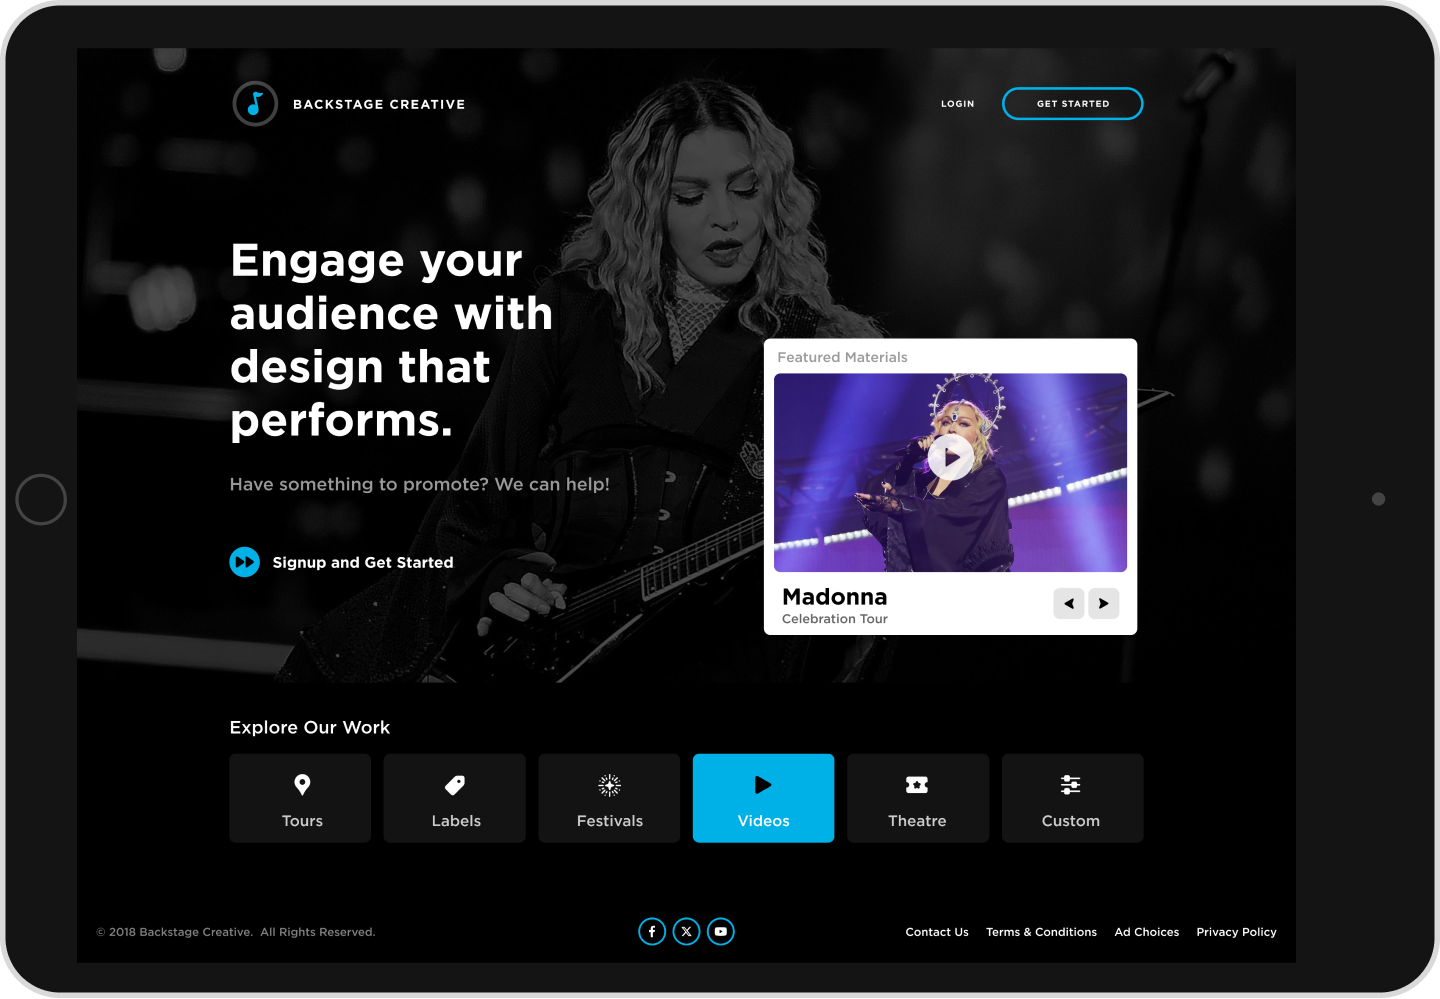 BACKSTAGE CREATIVE
LOGIN
GET STARTED
Engage your
audience with
design that
performs.
Have something to promote? We can help!
Signup and Get Started
Featured Materials
Madonna
Celebration Tour
Explore Our Work
Tours
Labels
Festivals
Videos
Theatre
Custom
© 2018 Backstage Creative.  All Rights Reserved.
Contact Us
Terms & Conditions
Ad Choices
Privacy Policy